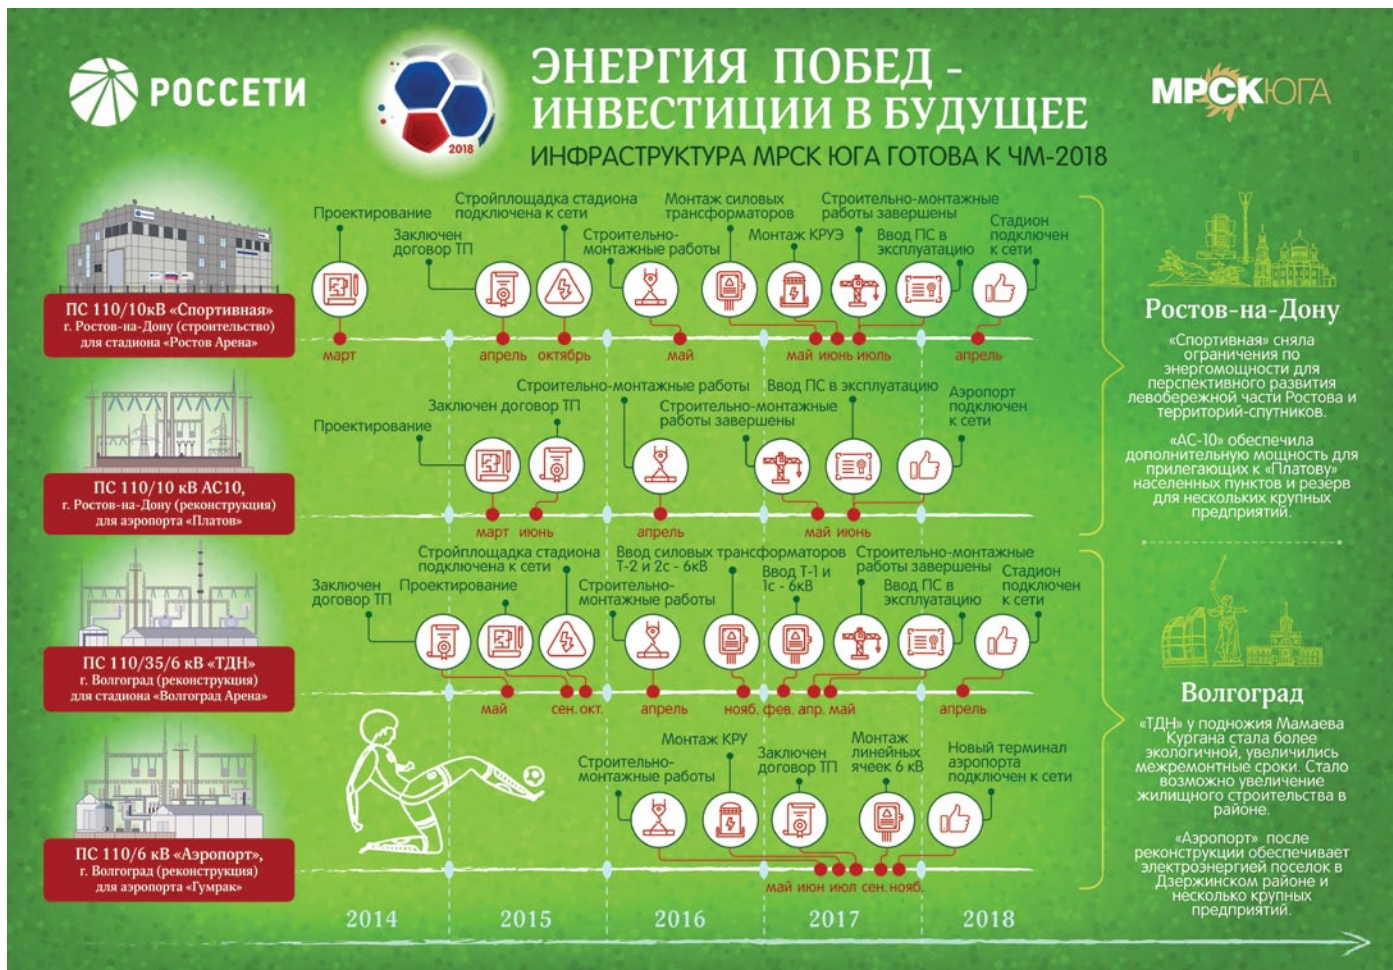 РОССЕТИ
2018
ЭНЕРГИЯ ПОБЕД -
ИНВЕСТИЦИИ В БУДУЩЕЕ
ИНФРАСТРУКТУРА МРСК ЮГА ГОТОВА К ЧМ-2018
МРСК ЮГА
ПС 110/10кВ «Спортивная»
г. Ростов-на-Дону (строительство)
для стадиона «Ростов Арена»
Проектирование
Заключен
договор ТП
Стройплощадка стадиона
подключена к сети
Строительно-
монтажные работы
Монтаж силовых
трансформаторов
Монтаж КРУЭ
Строительно-монтажные
работы завершены
Ввод ПС в
эксплуатацию
Стадион
подключен
к сети
март
апрель
октябрь
май
май
июнь
июль
апрель
ПС 110/10 кВ АС10,
г. Ростов-на-Дону (реконструкция)
для аэропорта «Платов»
Проектирование
Заключен договор ТП
Строительно-монтажные работы
Строительно-монтажные
работы завершены
Ввод ПС в эксплуатацию
Аэропорт
подключен
к сети
март
июнь
апрель
май
июнь
ПС 110/35/6 кВ «ТДН»
г. Волгоград (реконструкция)
для стадиона «Волгоград Арена»
Заключен
договор ТП
Проектирование
Стройплощадка стадиона
подключена к сети
Строительно-
монтажные работы
Ввод силовых трансформаторов
Т-2 и 2с - 6кВ
Ввод Т-1 и
1с - 6кВ
Строительно-монтажные
работы завершены
Ввод ПС в
эксплуатацию
Стадион
подключен
к сети
май
сен.
окт.
апрель
нояб.
фев.
апр.
май
апрель
ПС 110/6 кВ «Аэропорт»,
г. Волгоград (реконструкция)
для аэропорта «Гумрак»
Строительно-
монтажные работы
Монтаж КРУ
Заключен
договор ТП
Монтаж
линейных
ячеек 6 кВ
Новый терминал
аэропорта
подключен к сети
май
июн
июл
сен.
нояб.
2014
2015
2016
2017
2018
Ростов-на-Дону
«Спортивная» сняла
ограничения по
энергомощности для
перспективного развития
левобережной части Ростова и
территорий-спутников.
«АС-10» обеспечила
дополнительную мощность для
прилегающих к «Платову»
населенных пунктов и резерв
для нескольких крупных
предприятий.
Волгоград
«ТДН» у подножия Мамаева
Кургана стала более
экологичной, увеличились
межремонтные сроки. Стало
возможно увеличение
жилищного строительства в
районе.
«Аэропорт» после
реконструкции обеспечивает
электроэнергией поселок в
Дзержинском районе и
несколько крупных
предприятий.